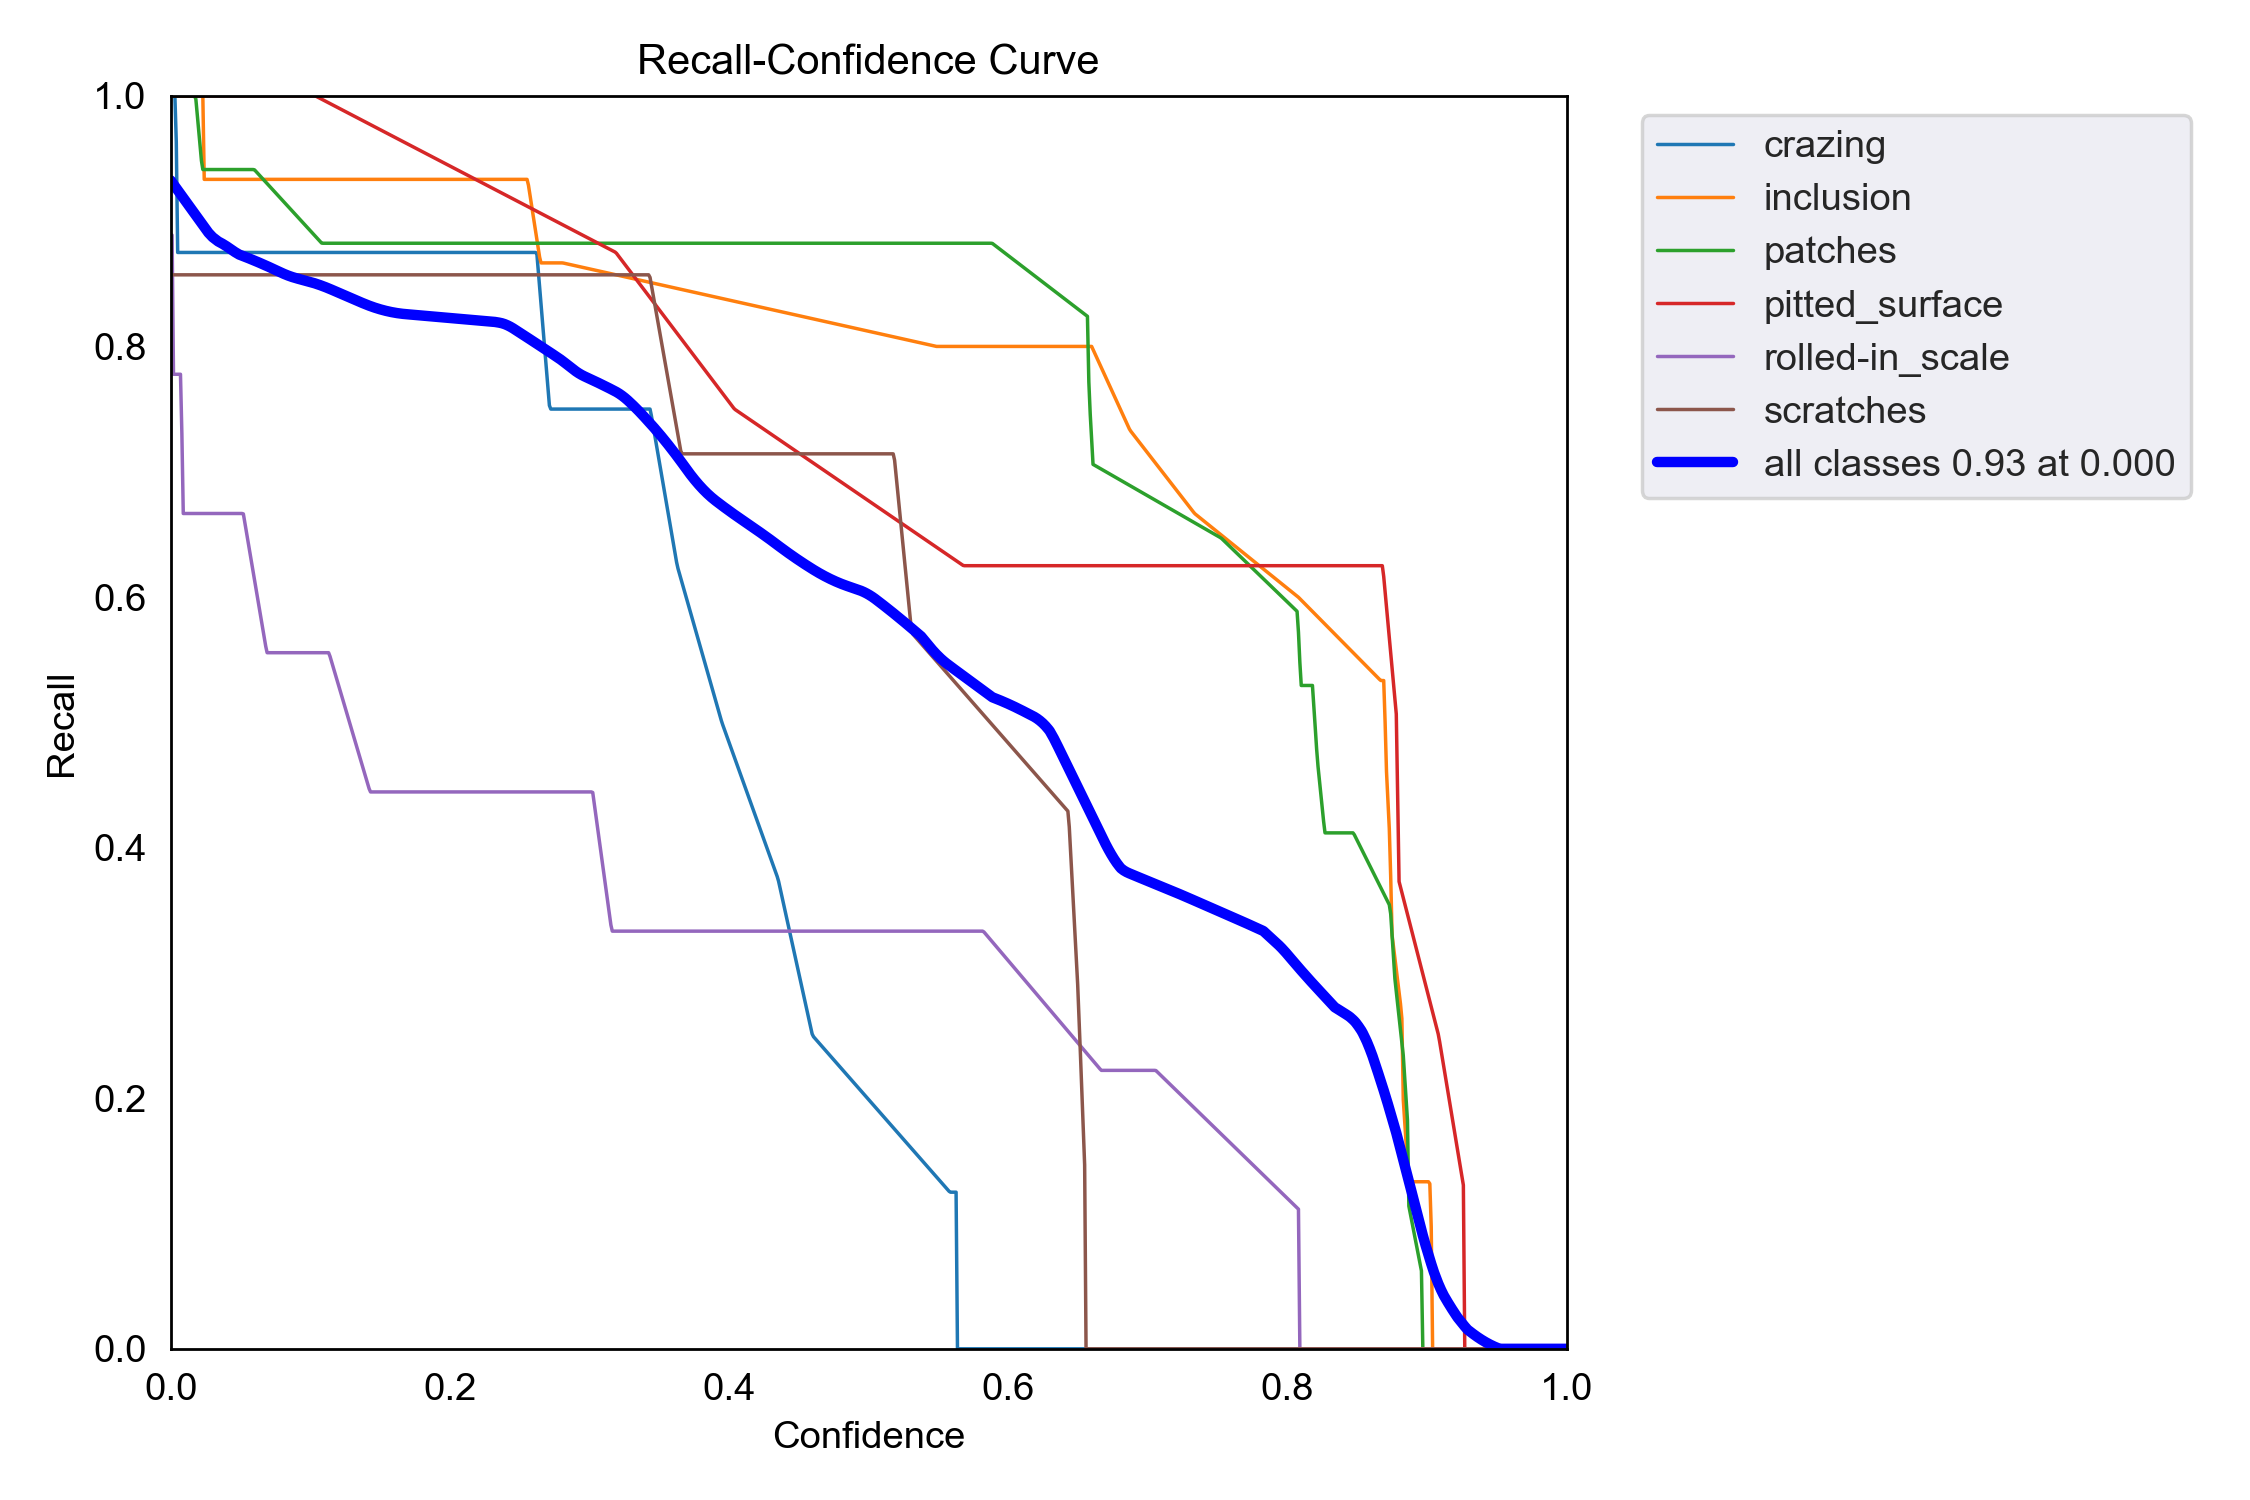 Recall-Confidence Curve
1.0
0.8
0.6
0.4
0.2
0.0
Recall
0.0 0.2 0.4 0.6 0.8 1.0
Confidence
crazing
inclusion
patches
pitted_surface
rolled-in_scale
scratches
all classes 0.93 at 0.000